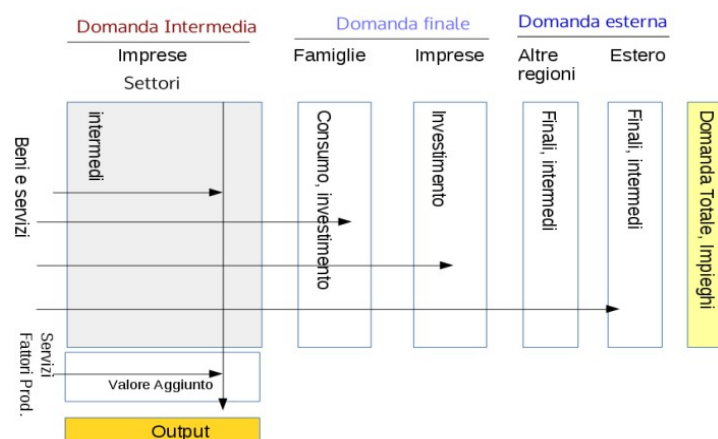 Domanda Intermedia
Domanda finale
Domanda esterna
Imprese
Famiglie
Imprese
Altre
regioni
Estero
Settori
Beni e servizi
intermedi
Consumo, investimento
Investimento
Finali, intermedi
Finali, intermedi
Domanda Totale, Impieghi
Servizi
Fattori Prod.
Valore Aggiunto
Output